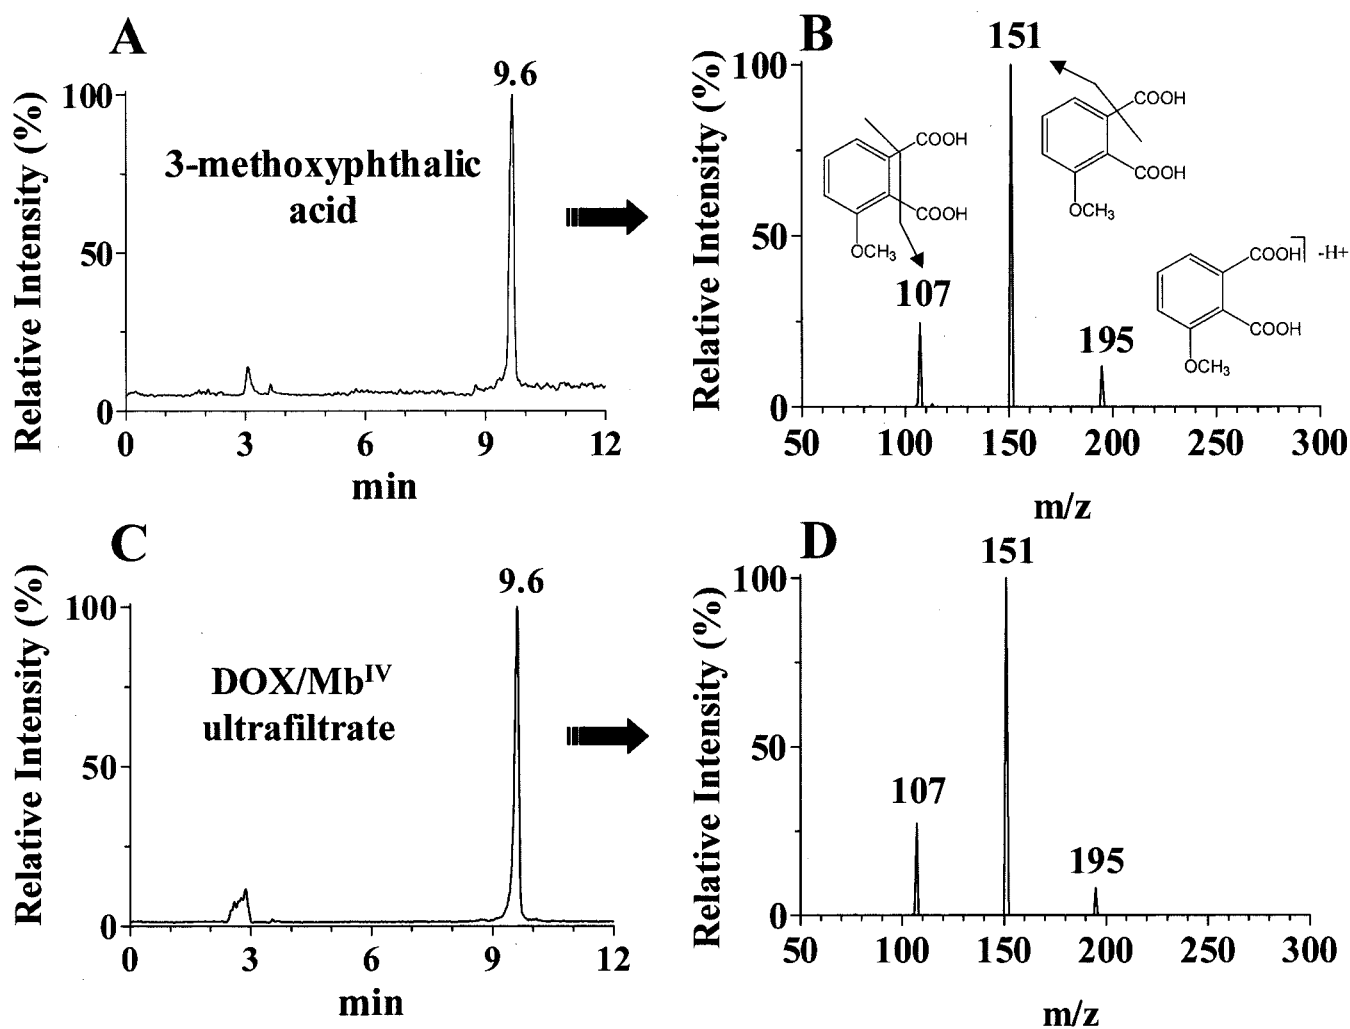 A
Relative Intensity (%)
100
50
0
9.6
3-methoxyphthalic
acid
0
3
6
9
12
min
B
Relative Intensity (%)
100
50
0
151
COOH
COOH
OCH3
COOH
COOH
OCH3
107
COOH
-H+
COOH
OCH3
195
50
100
150
200
250
300
m/z
C
Relative Intensity (%)
100
50
0
9.6
DOX/Mb^IV
ultrafiltrate
0
3
6
9
12
min
D
Relative Intensity (%)
100
50
0
151
107
195
50
100
150
200
250
300
m/z